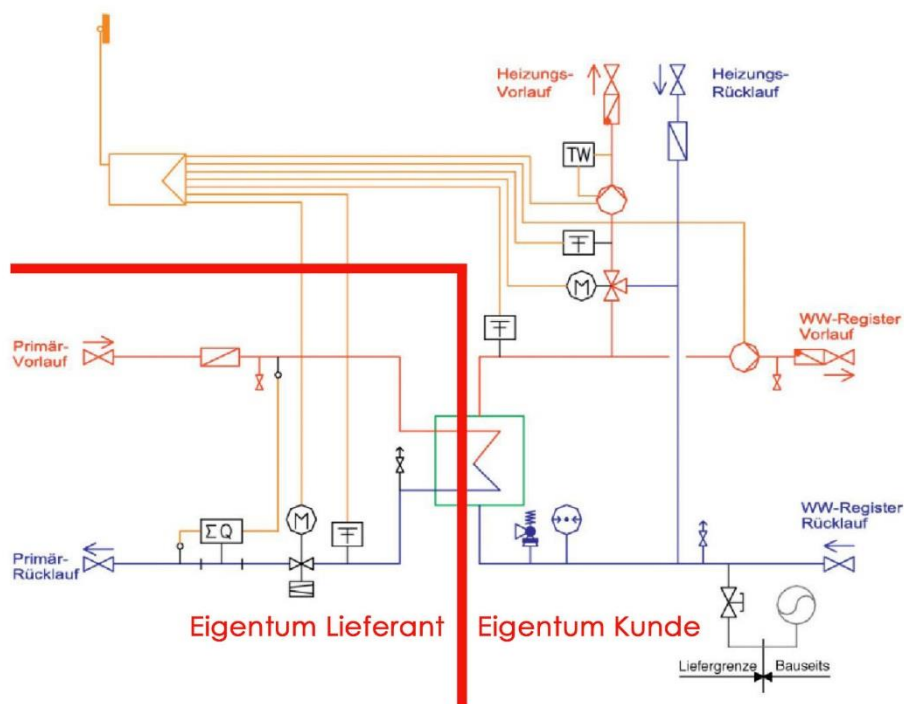 Heizungs-
Vorlauf
Heizungs-
Rücklauf
TW
M
Primär-
Vorlauf
WW-Register
Vorlauf
ΣQ
M
WW-Register
Rücklauf
Primär-
Rücklauf
Eigentum Lieferant
Eigentum Kunde
Liefergrenze
Bauseits